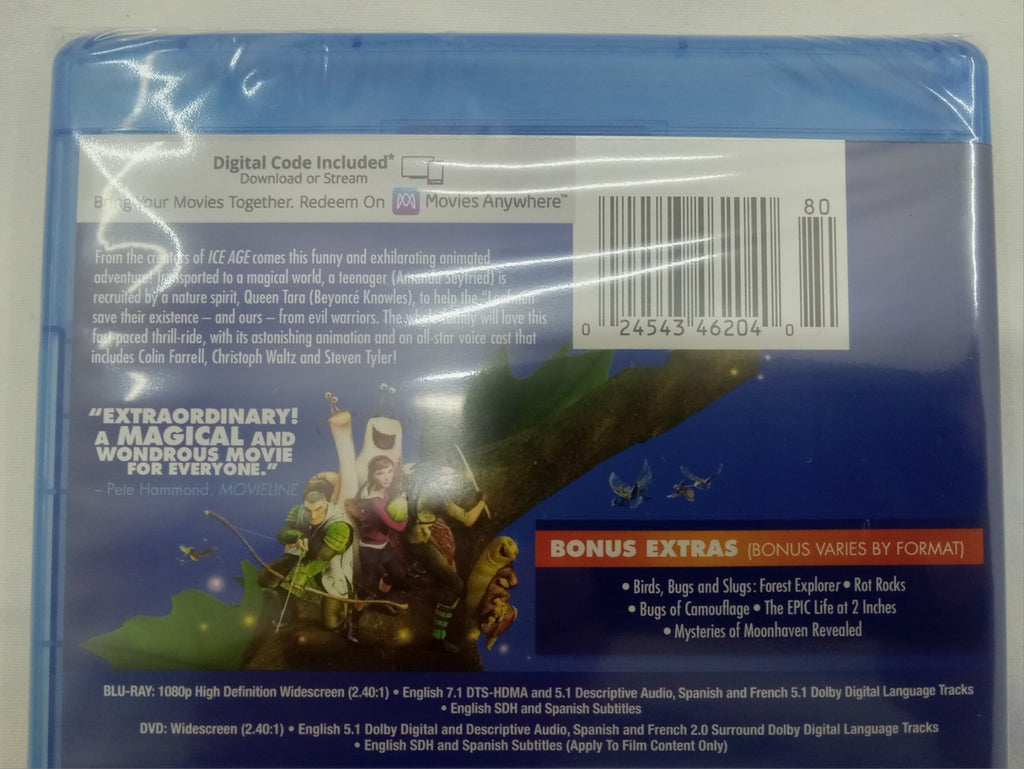 Digital Code Included*
Download or Stream
Bring Your Movies Together. Redeem On Movies Anywhere™
80
0 24543 46204 0
From the creators of ICE AGE comes this funny and exhilarating animated
adventure! Transported to a magical world, a teenager (Amanda Seyfried) is
recruited by a nature spirit, Queen Tara (Beyoncé Knowles), to help the "Leafmen"
save their existence – and ours – from evil warriors. The whole family will love this
fast-paced thrill-ride, with its astonishing animation and an all-star voice cast that
includes Colin Farrell, Christoph Waltz and Steven Tyler!
"EXTRAORDINARY!
A MAGICAL AND
WONDROUS MOVIE
FOR EVERYONE."
– Pete Hammond, MOVIELINE
BONUS EXTRAS (BONUS VARIES BY FORMAT)
• Birds, Bugs and Slugs: Forest Explorer • Rot Rocks
• Bugs of Camouflage • The EPIC Life at 2 Inches
• Mysteries of Moonhaven Revealed
BLU-RAY: 1080p High Definition Widescreen (2.40:1) • English 7.1 DTS-HDMA and 5.1 Descriptive Audio, Spanish and French 5.1 Dolby Digital Language Tracks
• English SDH and Spanish Subtitles
DVD: Widescreen (2.40:1) • English 5.1 Dolby Digital and Descriptive Audio, Spanish and French 2.0 Surround Dolby Digital Language Tracks
• English SDH and Spanish Subtitles (Apply To Film Content Only)